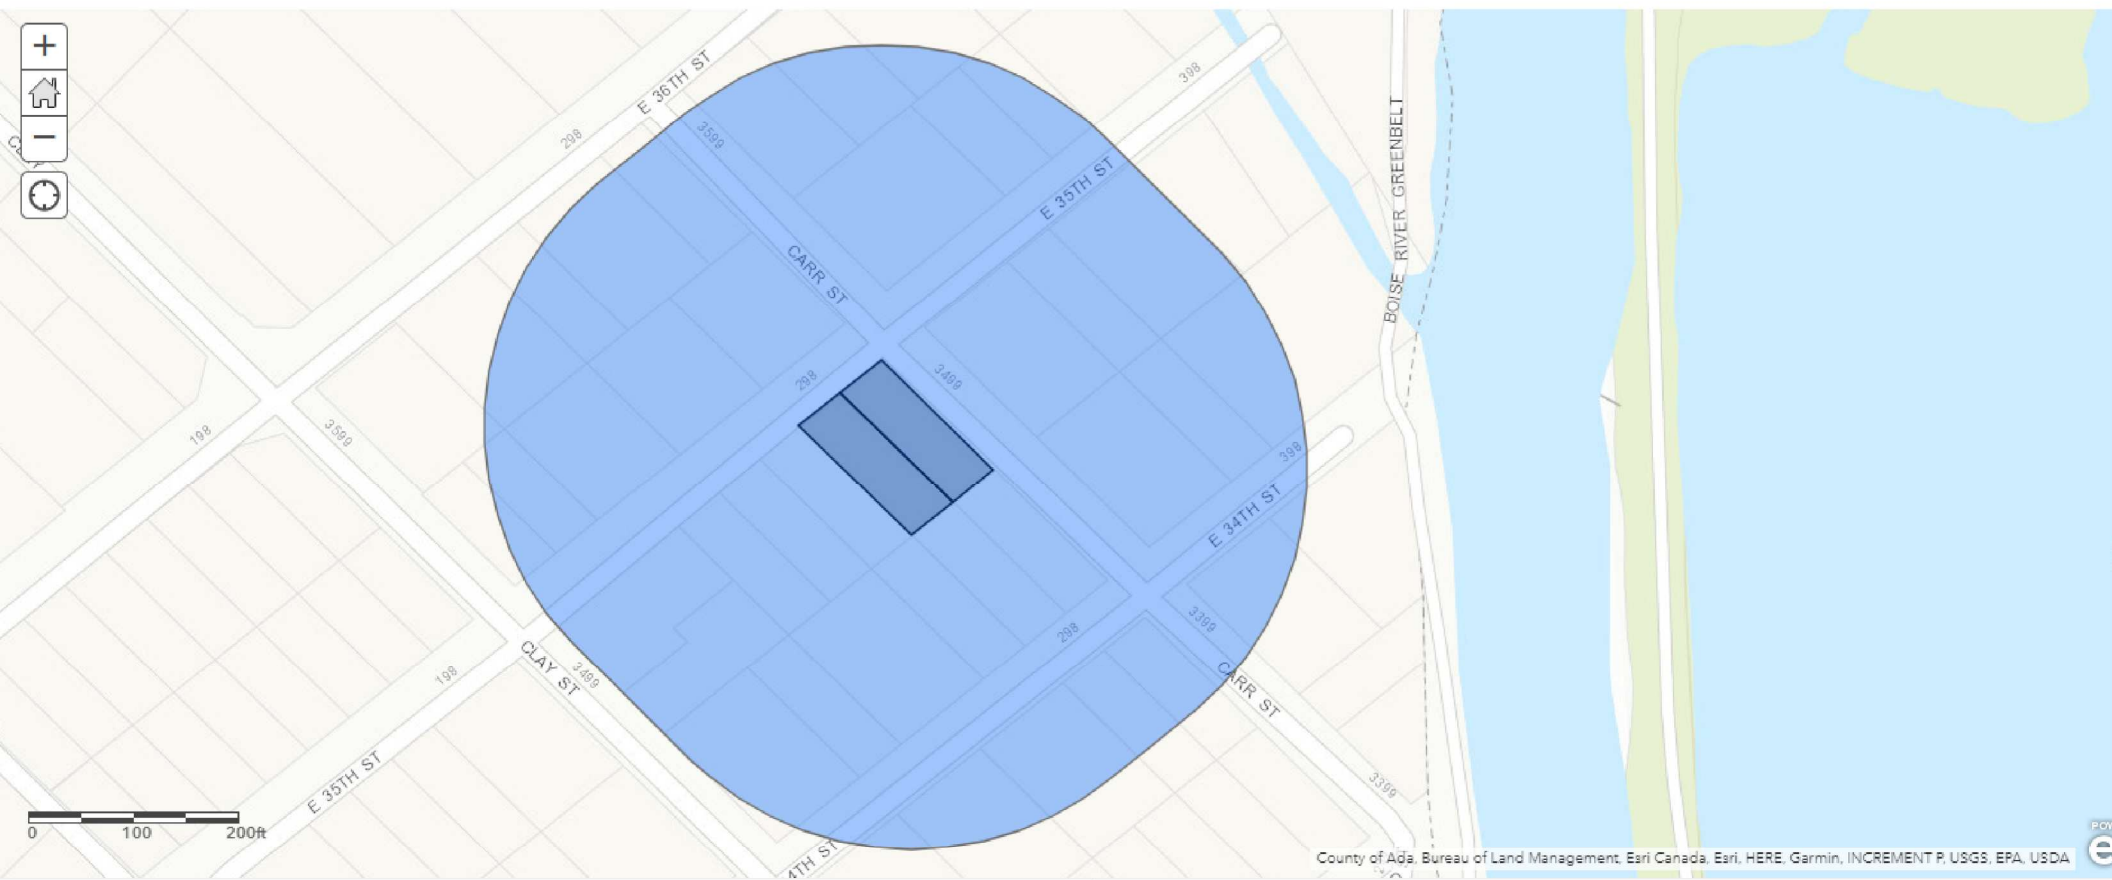 +
−
E 36TH ST
398
298
3599
E 35TH ST
BOISE RIVER GREENBELT
CARR ST
298
3499
198
3599
398
E 34TH ST
298
3399
CLAY ST
3499
198
CARR ST
E 35TH ST
3399
0 100 200ft
4TH ST
County of Ada, Bureau of Land Management, Esri Canada, Esri, HERE, Garmin, INCREMENT P, USGS, EPA, USDA